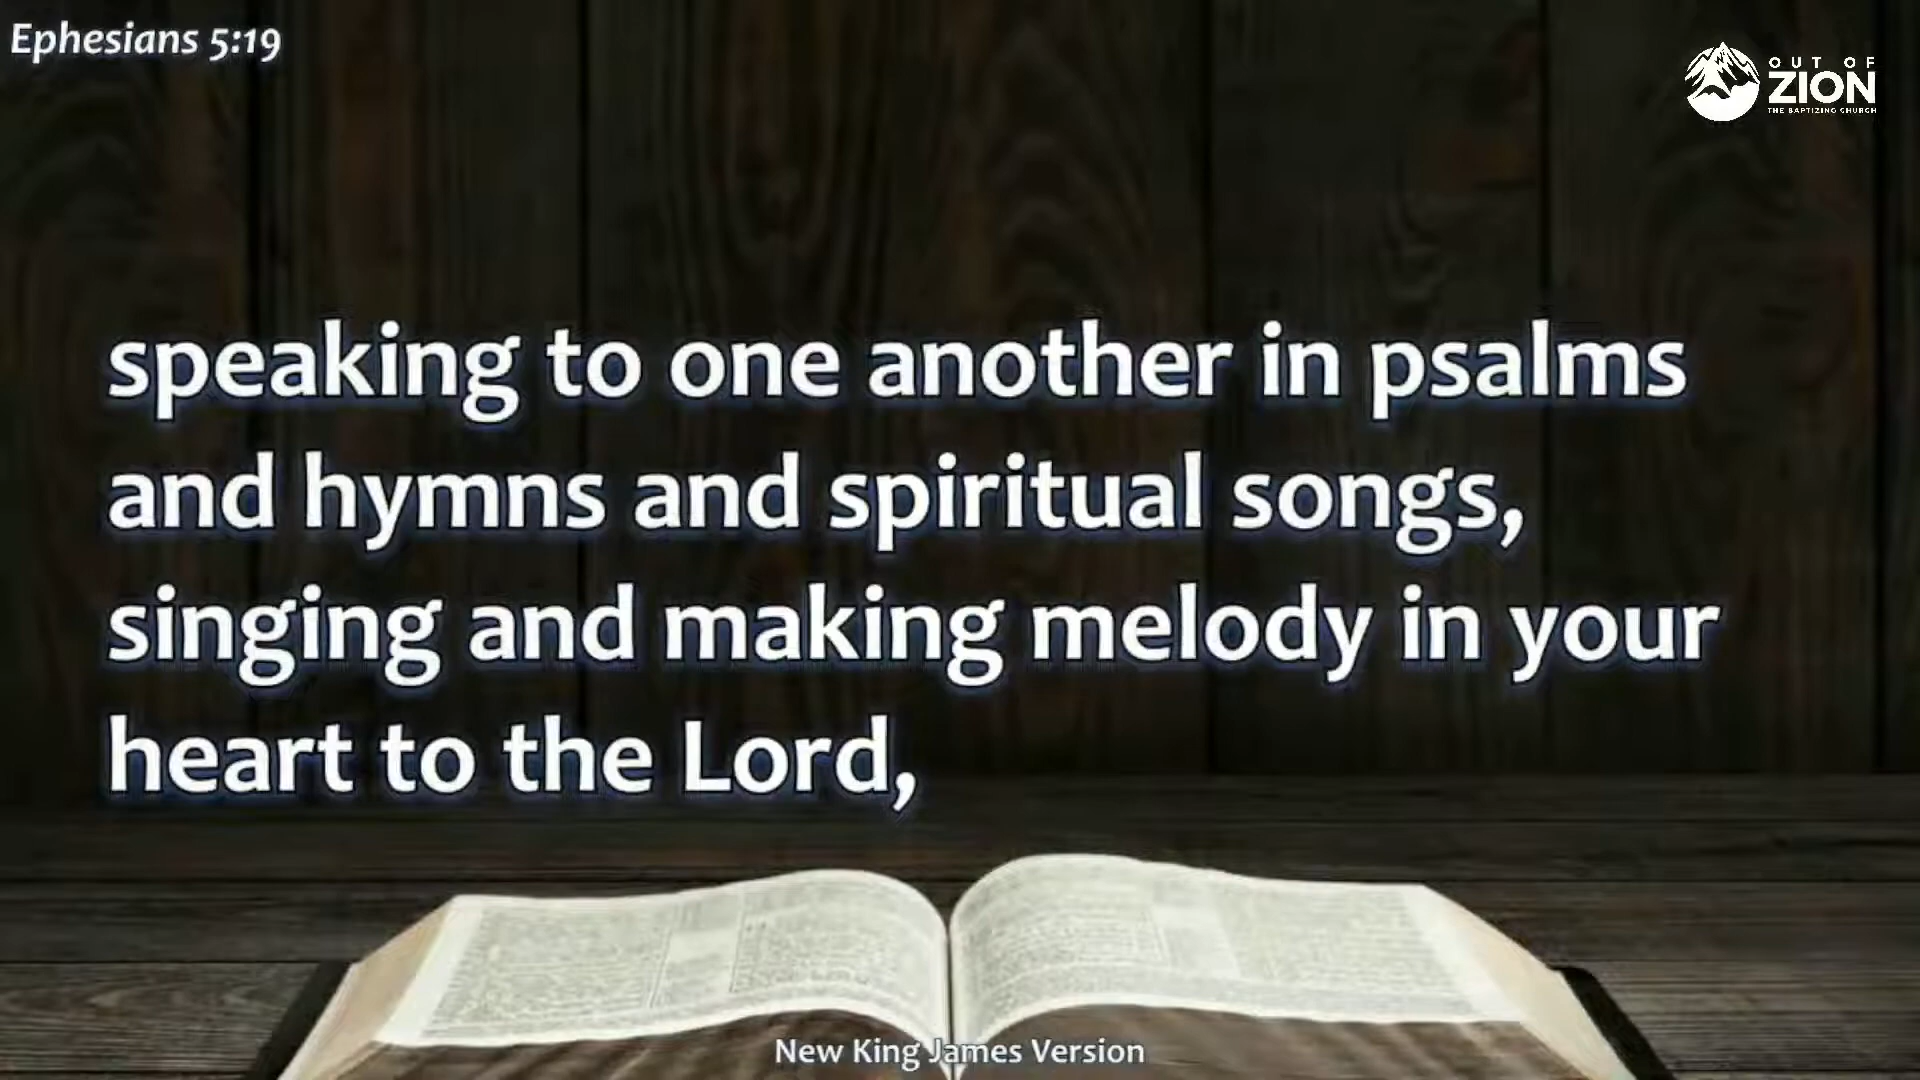 Ephesians 5:19
OUT OF
ZION
THE BAPTIZING CHURCH
speaking to one another in psalms
and hymns and spiritual songs,
singing and making melody in your
heart to the Lord,
New King James Version